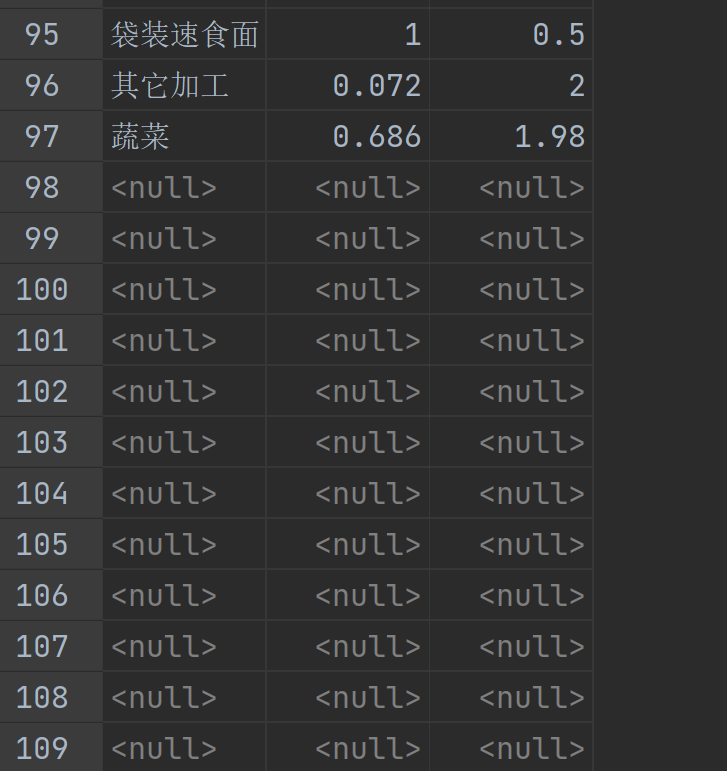 95 袋装速食面 1 0.5
96 其它加工 0.072 2
97 蔬菜 0.686 1.98
98 <null> <null> <null>
99 <null> <null> <null>
100 <null> <null> <null>
101 <null> <null> <null>
102 <null> <null> <null>
103 <null> <null> <null>
104 <null> <null> <null>
105 <null> <null> <null>
106 <null> <null> <null>
107 <null> <null> <null>
108 <null> <null> <null>
109 <null> <null> <null>